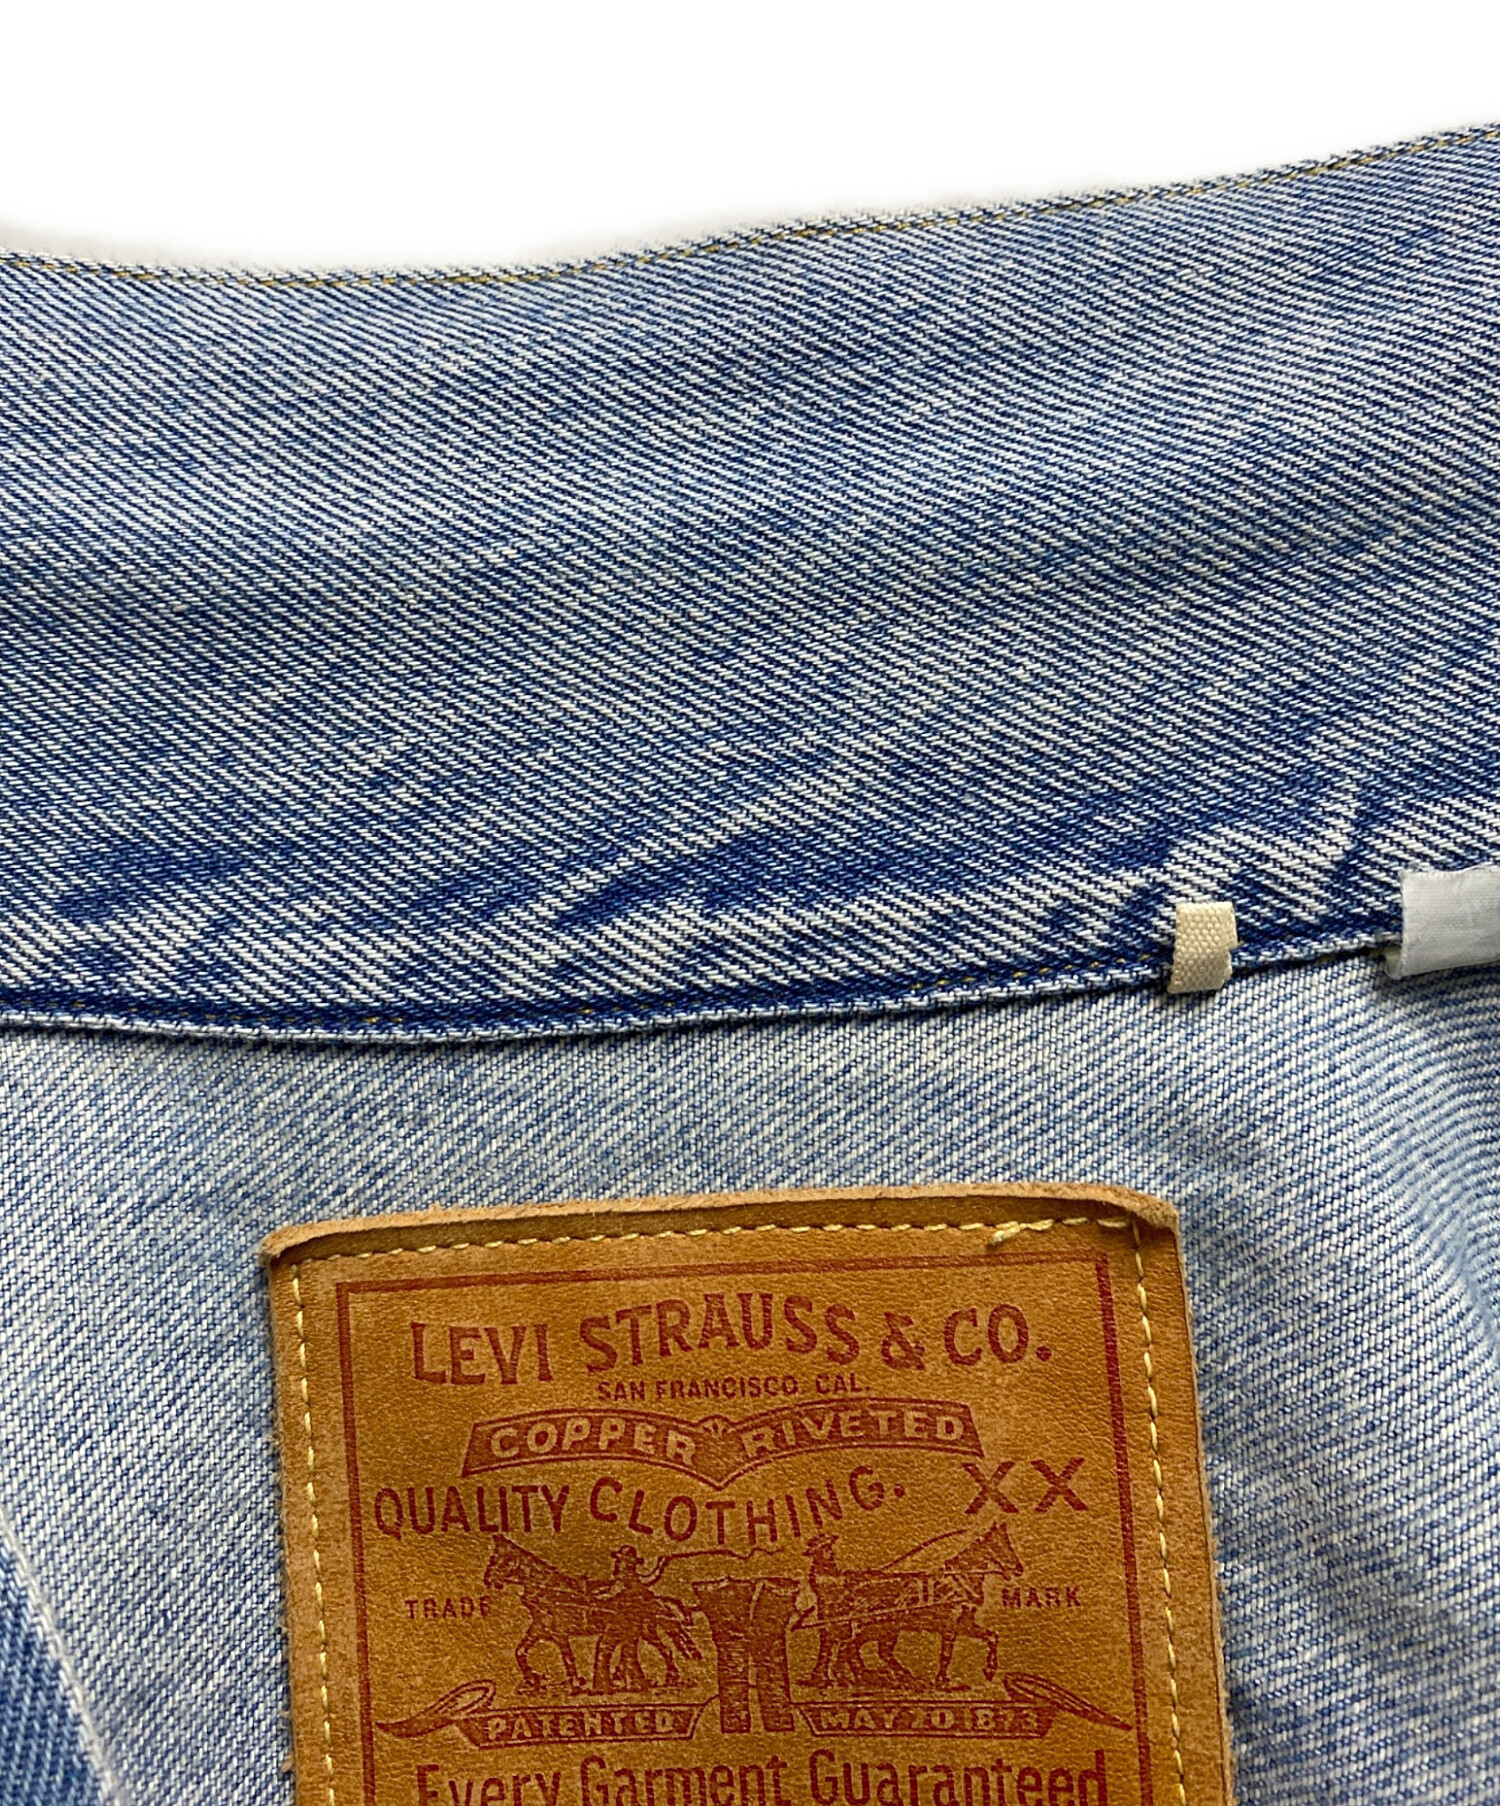 LEVI STRAUSS & CO.
SAN FRANCISCO, CAL.
COPPER RIVETED
QUALITY CLOTHING. XX
TRADE MARK
PATENTED MAY 20 1873
Every Garment Guaranteed